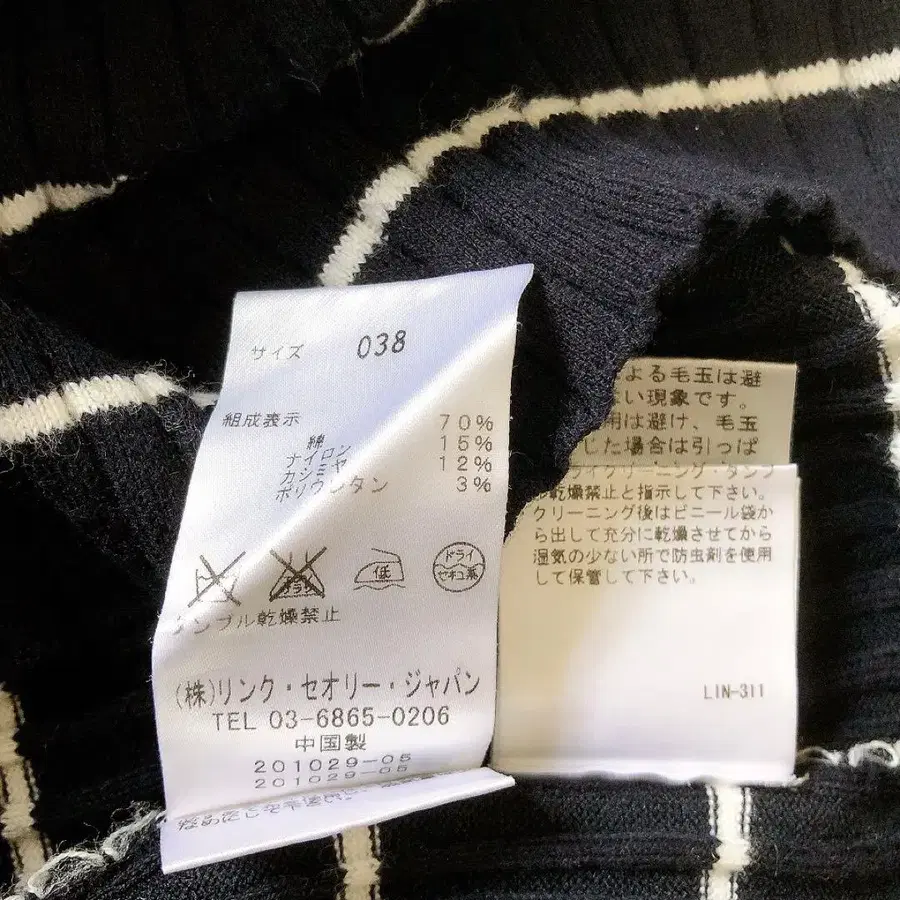 サイズ 038
組成表示
綿 70%
ナイロン 15%
カシミヤ 12%
ポリウレタン 3%
低
ドライ
セキユ系
タンブル乾燥禁止
(株)リンク・セオリー・ジャパン
TEL 03-6865-0206
中国製
201029-05
201029-05
よる毛玉は避
ない現象です。
用は避け、毛玉
じた場合は引っぱ
ライクリーニング・タンブ
ル乾燥禁止と指示して下さい。
クリーニング後はビニール袋か
ら出して充分に乾燥させてから
湿気の少ない所で防虫剤を使用
して保管して下さい。
LIN-311